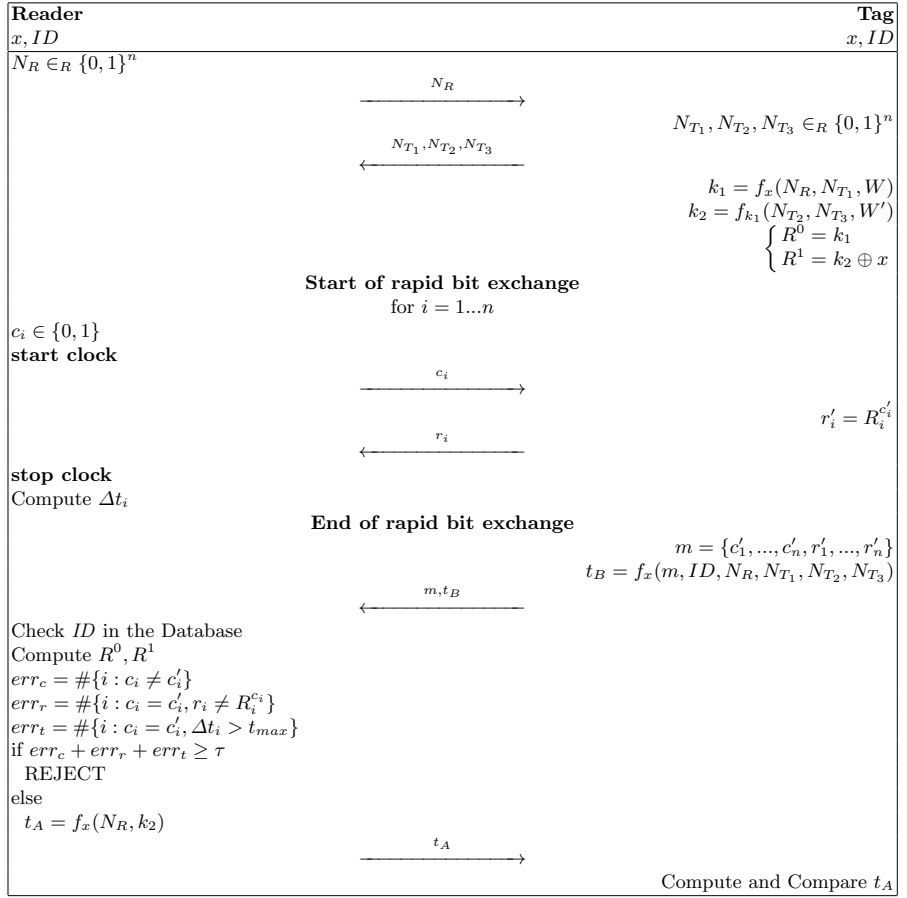 Reader Tag
x, ID x, ID
N_R ∈_R {0, 1}^n
N_R
N_{T_1}, N_{T_2}, N_{T_3} ∈_R {0, 1}^n
N_{T_1}, N_{T_2}, N_{T_3}
k_1 = f_x(N_R, N_{T_1}, W)
k_2 = f_{k_1}(N_{T_2}, N_{T_3}, W')
{ R^0 = k_1
R^1 = k_2 ⊕ x
Start of rapid bit exchange
for i = 1...n
c_i ∈ {0, 1}
start clock
c_i
r'_i = R_i^{c'_i}
r_i
stop clock
Compute Δt_i
End of rapid bit exchange
m = {c'_1, ..., c'_n, r'_1, ..., r'_n}
t_B = f_x(m, ID, N_R, N_{T_1}, N_{T_2}, N_{T_3})
m, t_B
Check ID in the Database
Compute R^0, R^1
err_c = #{i : c_i ≠ c'_i}
err_r = #{i : c_i = c'_i, r_i ≠ R_i^{c_i}}
err_t = #{i : c_i = c'_i, Δt_i > t_{max}}
if err_c + err_r + err_t ≥ τ
REJECT
else
t_A = f_x(N_R, k_2)
t_A
Compute and Compare t_A